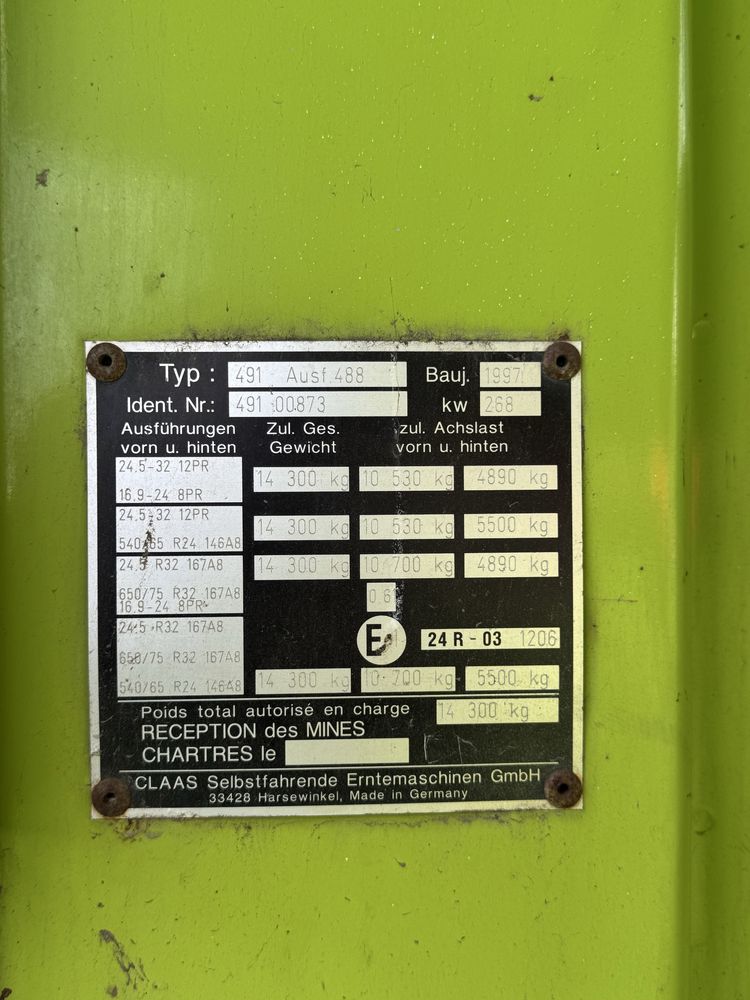 Typ : 491 Ausf.488 Bauj. 1997
Ident. Nr.: 491 00873 kw 268
Ausführungen Zul. Ges. zul. Achslast
vorn u. hinten Gewicht vorn u. hinten
24.5-32 12PR
16.9-24 8PR 14 300 kg 10 530 kg 4890 kg
24.5-32 12PR
540/65 R24 146A8 14 300 kg 10 530 kg 5500 kg
24.5 R32 167A8 14 300 kg 10 700 kg 4890 kg
650/75 R32 167A8
16.9-24 8PR 0.6
24.5 R32 167A8 E 24 R - 03 1206
650/75 R32 167A8
540/65 R24 146A8 14 300 kg 10 700 kg 5500 kg
Poids total autorisé en charge 14 300 kg
RECEPTION des MINES
CHARTRES le
CLAAS Selbstfahrende Erntemaschinen GmbH
33428 Harsewinkel, Made in Germany